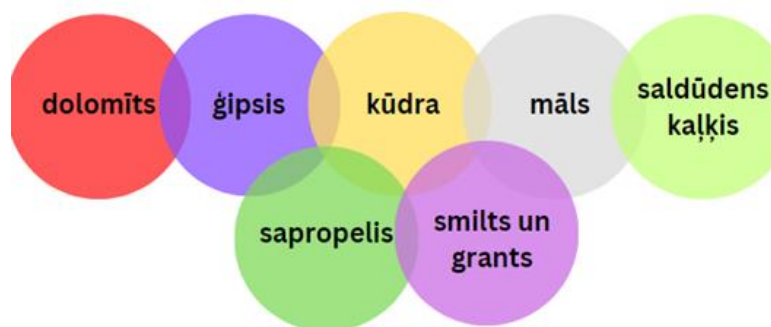 dolomīts
ģipsis
kūdra
māls
saldūdens
kaļķis
sapropelis
smilts un
grants